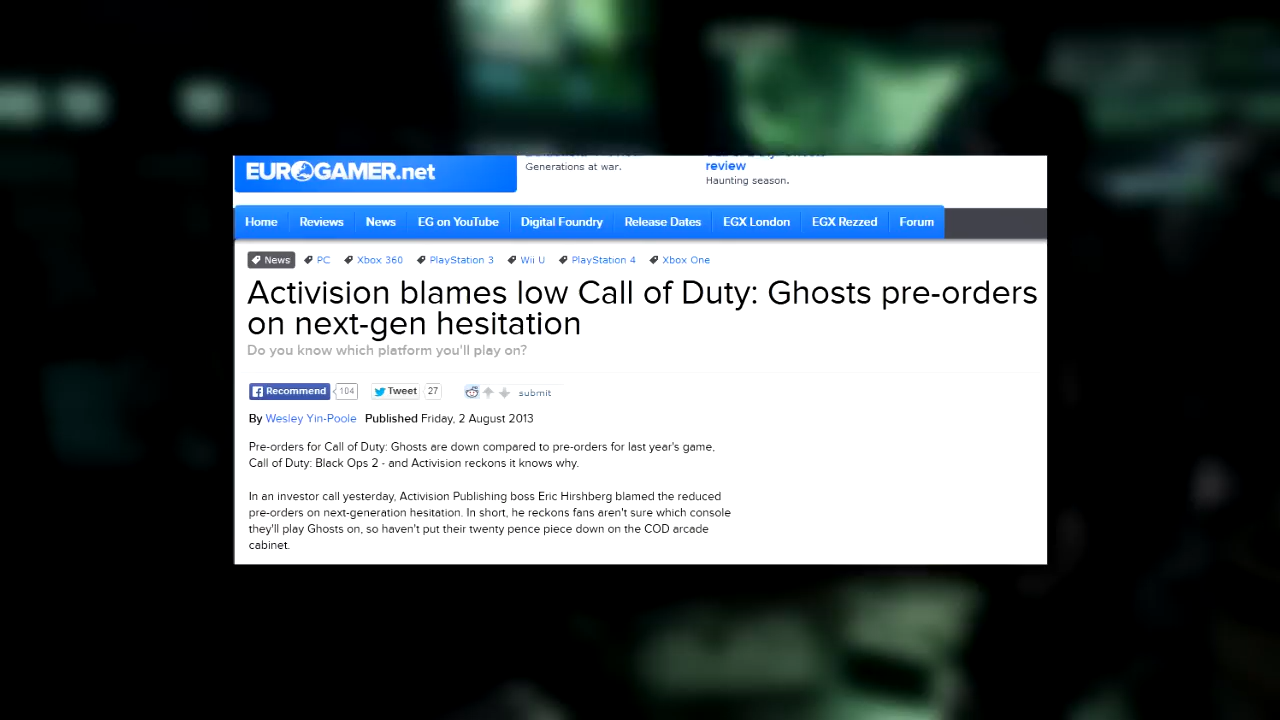 EUROGAMER.net
Generations at war.
review
Haunting season.
Home Reviews News EG on YouTube Digital Foundry Release Dates EGX London EGX Rezzed Forum
News PC Xbox 360 PlayStation 3 Wii U PlayStation 4 Xbox One
Activision blames low Call of Duty: Ghosts pre-orders
on next-gen hesitation
Do you know which platform you'll play on?
Recommend 104 Tweet 27 submit
By Wesley Yin-Poole Published Friday, 2 August 2013
Pre-orders for Call of Duty: Ghosts are down compared to pre-orders for last year's game,
Call of Duty: Black Ops 2 - and Activision reckons it knows why.
In an investor call yesterday, Activision Publishing boss Eric Hirshberg blamed the reduced
pre-orders on next-generation hesitation. In short, he reckons fans aren't sure which console
they'll play Ghosts on, so haven't put their twenty pence piece down on the COD arcade
cabinet.